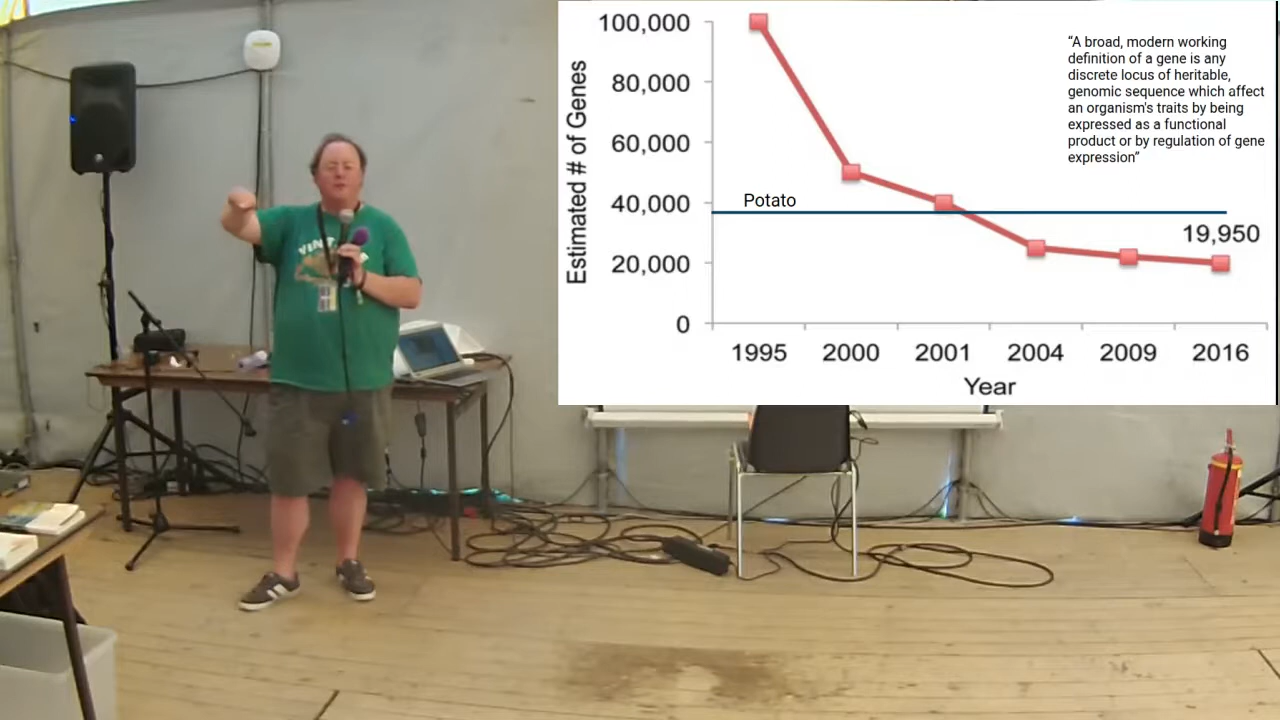 100,000
80,000
60,000
40,000
20,000
0
Estimated # of Genes
1995 2000 2001 2004 2009 2016
Year
Potato
19,950
“A broad, modern working
definition of a gene is any
discrete locus of heritable,
genomic sequence which affect
an organism's traits by being
expressed as a functional
product or by regulation of gene
expression”